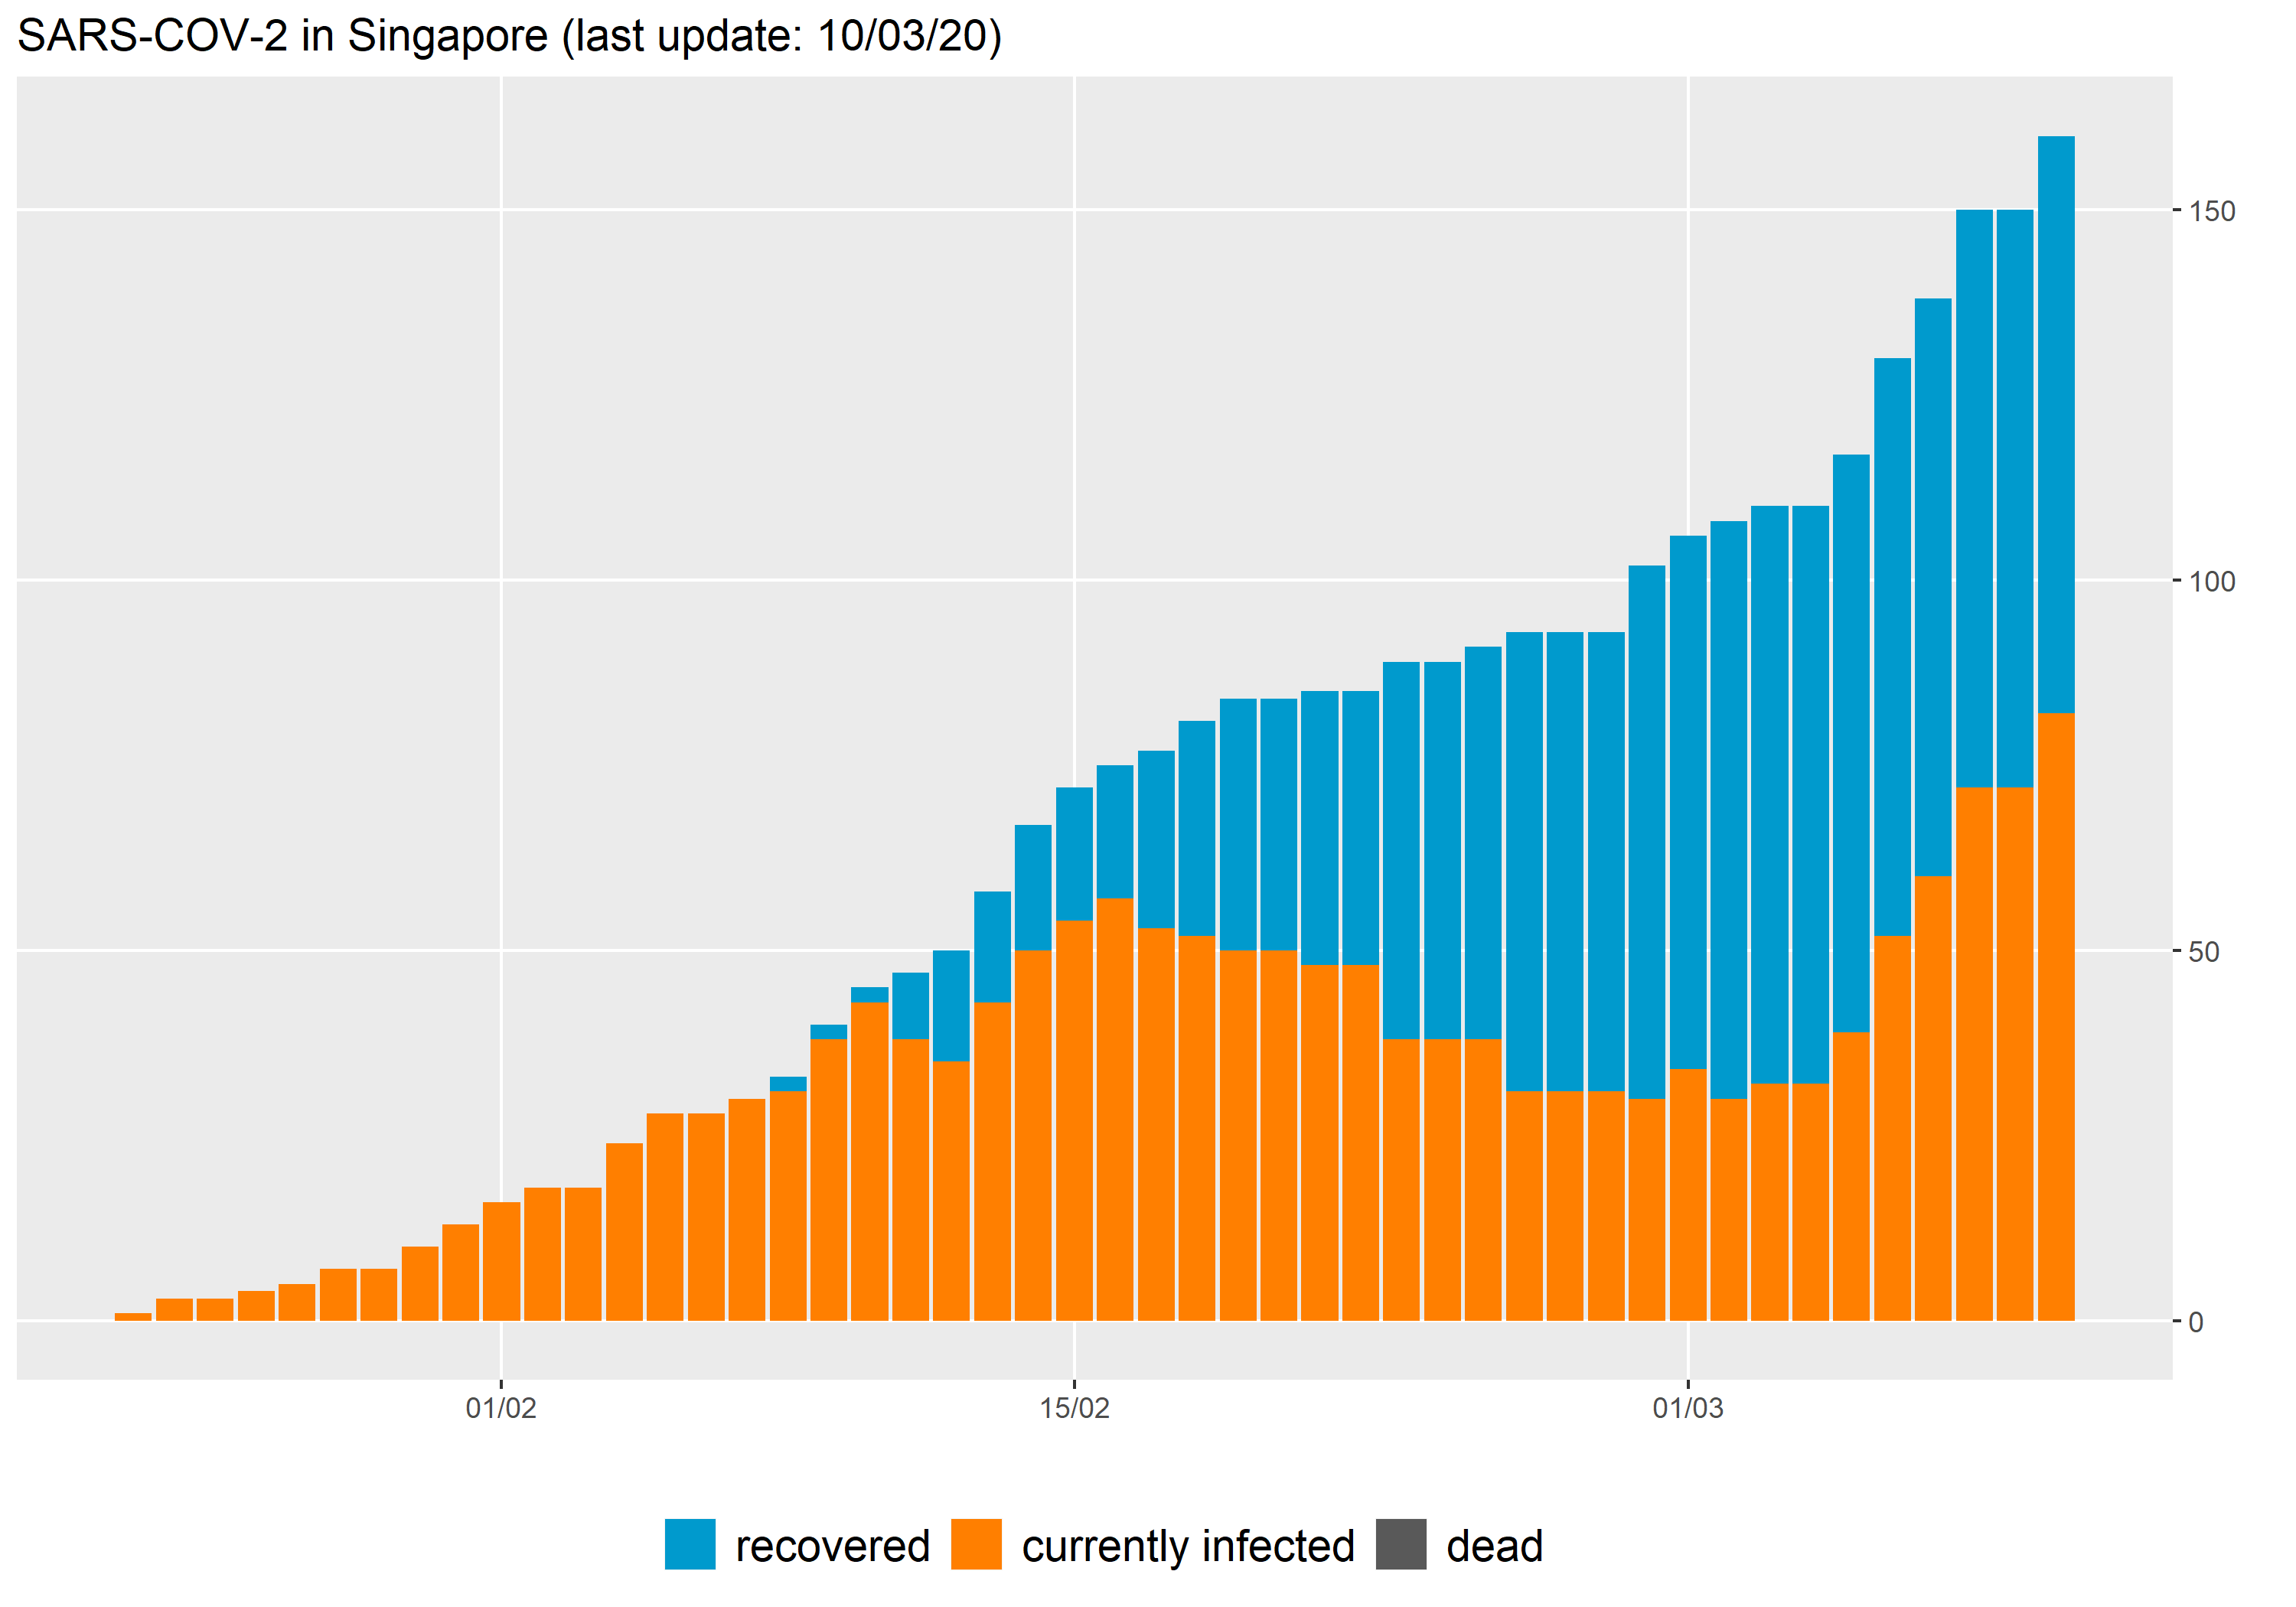 SARS-COV-2 in Singapore (last update: 10/03/20)
150
100
50
0
01/02 15/02 01/03
recovered currently infected dead